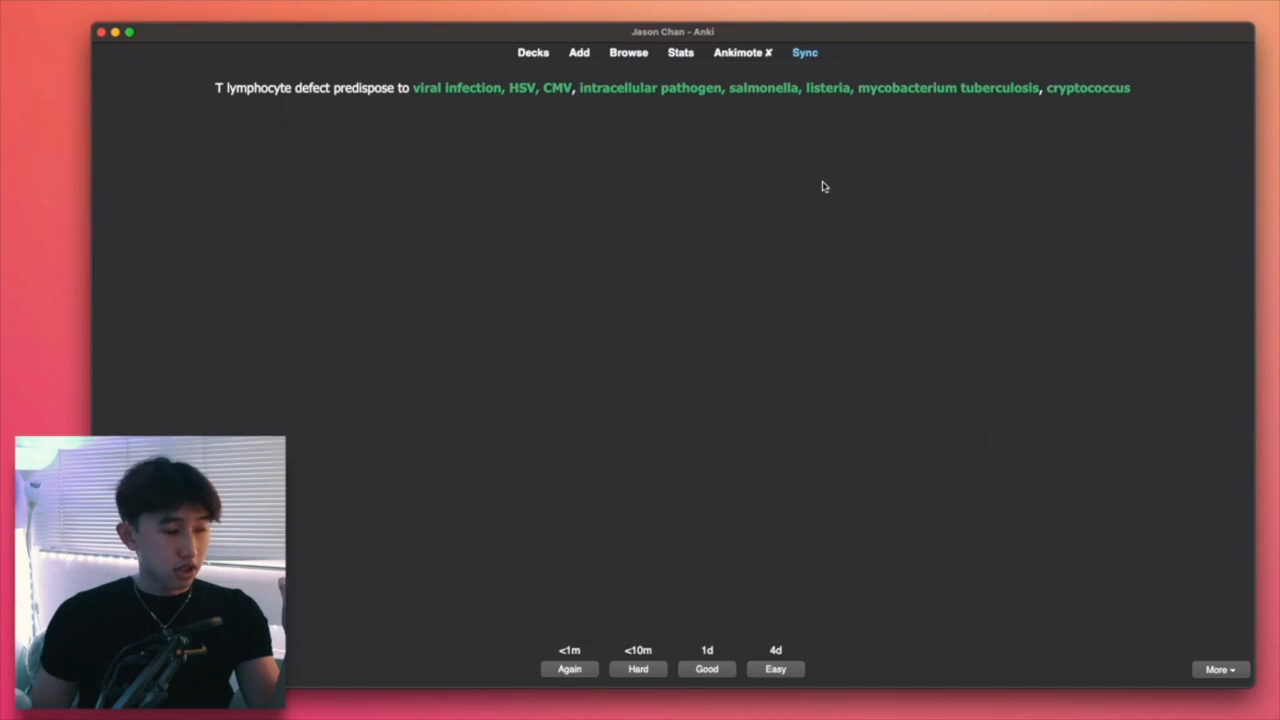 Jason Chan - Anki
Decks Add Browse Stats Ankimote ✘ Sync
T lymphocyte defect predispose to viral infection, HSV, CMV, intracellular pathogen, salmonella, listeria, mycobacterium tuberculosis, cryptococcus
<1m <10m 1d 4d
Again Hard Good Easy More